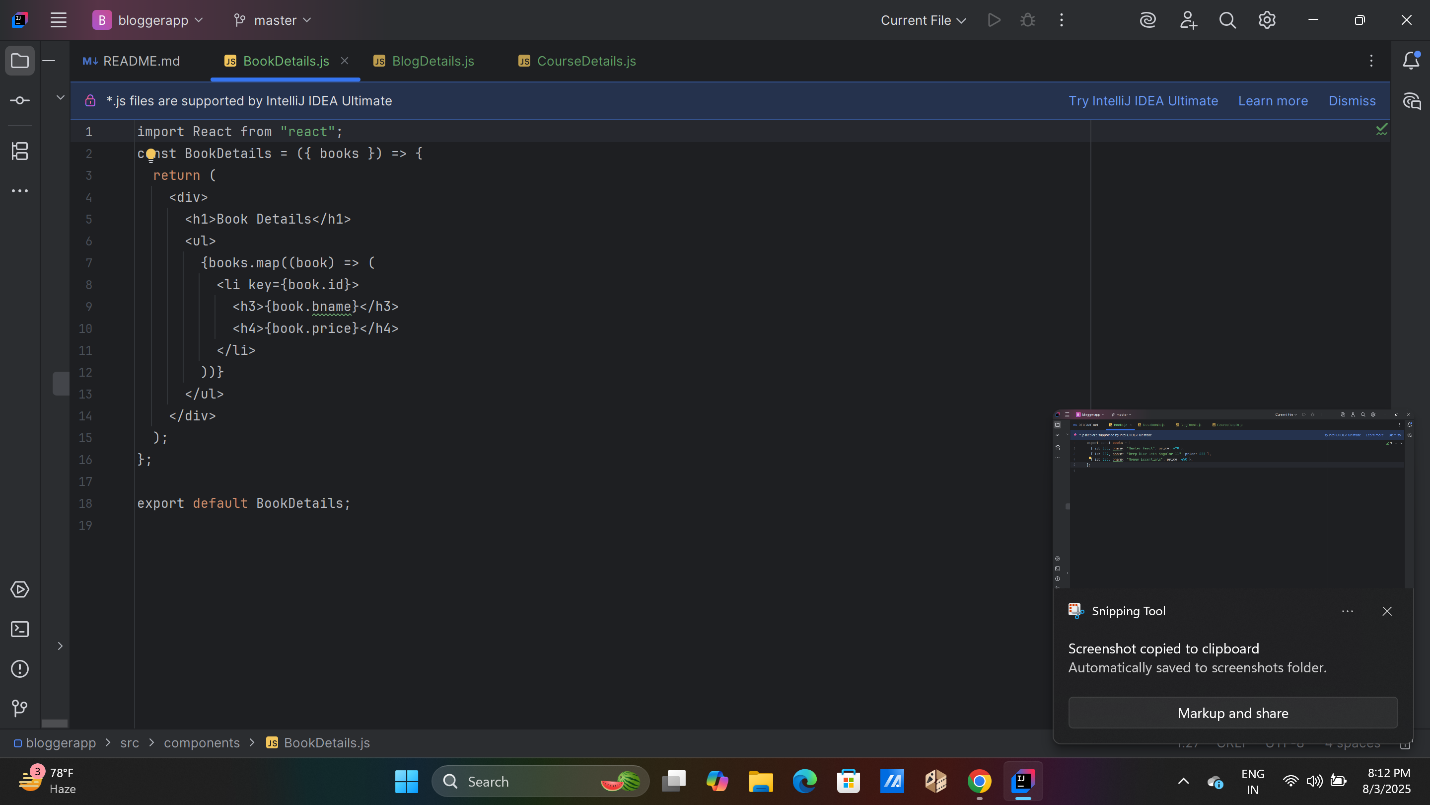 B bloggerapp master Current File
M↓ README.md JS BookDetails.js JS BlogDetails.js JS CourseDetails.js
*.js files are supported by IntelliJ IDEA Ultimate Try IntelliJ IDEA Ultimate Learn more Dismiss
1 import React from "react";
2 const BookDetails = ({ books }) => {
3 return (
4 <div>
5 <h1>Book Details</h1>
6 <ul>
7 {books.map((book) => (
8 <li key={book.id}>
9 <h3>{book.bname}</h3>
10 <h4>{book.price}</h4>
11 </li>
12 ))}
13 </ul>
14 </div>
15 );
16 };
17
18 export default BookDetails;
19
Snipping Tool
Screenshot copied to clipboard
Automatically saved to screenshots folder.
Markup and share
bloggerapp > src > components > JS BookDetails.js
3
78°F
Haze
Search
ENG
IN
8:12 PM
8/3/2025